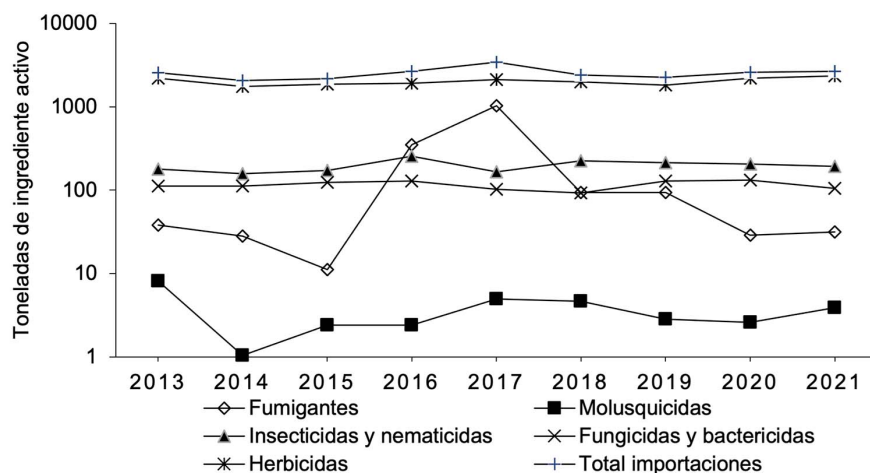 Toneladas de ingrediente activo
10000
1000
100
10
1
2013 2014 2015 2016 2017 2018 2019 2020 2021
Fumigantes Molusquicidas
Insecticidas y nematicidas Fungicidas y bactericidas
Herbicidas Total importaciones